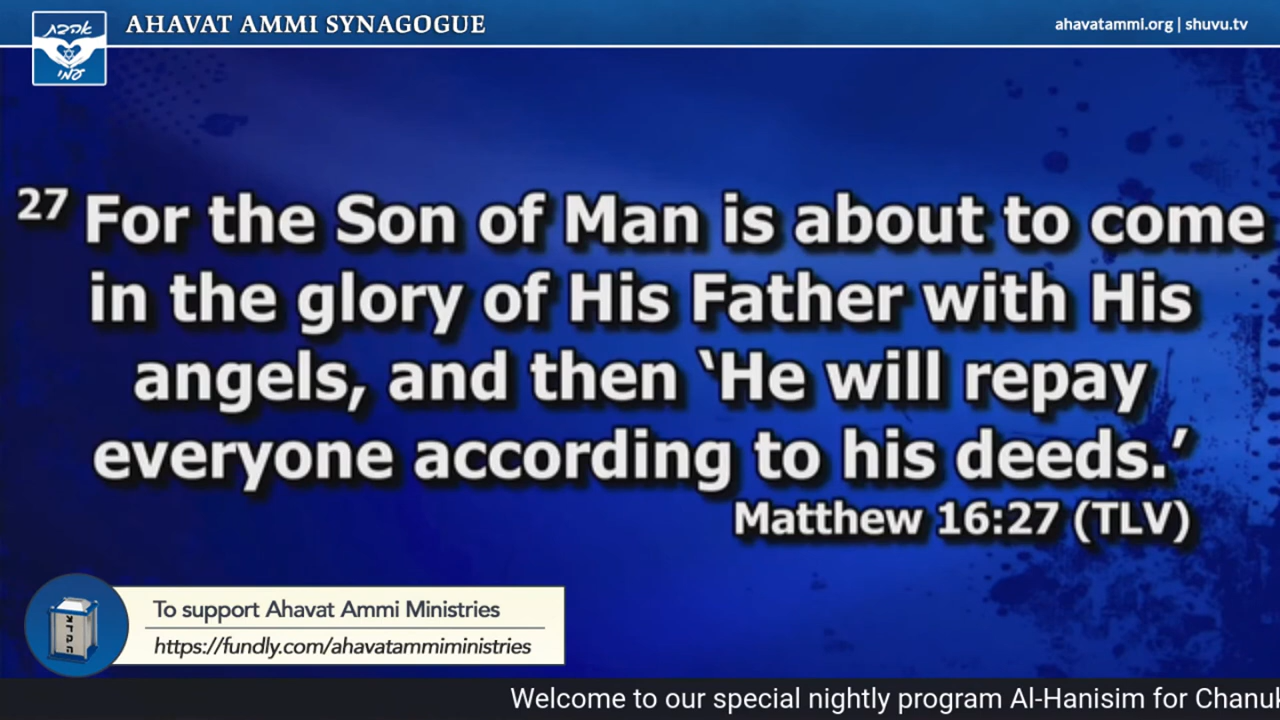 אהבת
עמי
AHAVAT AMMI SYNAGOGUE
ahavatammi.org | shuvu.tv
27 For the Son of Man is about to come
in the glory of His Father with His
angels, and then ‘He will repay
everyone according to his deeds.’
Matthew 16:27 (TLV)
To support Ahavat Ammi Ministries
https://fundly.com/ahavatammiministries
Welcome to our special nightly program Al-Hanisim for Chanu